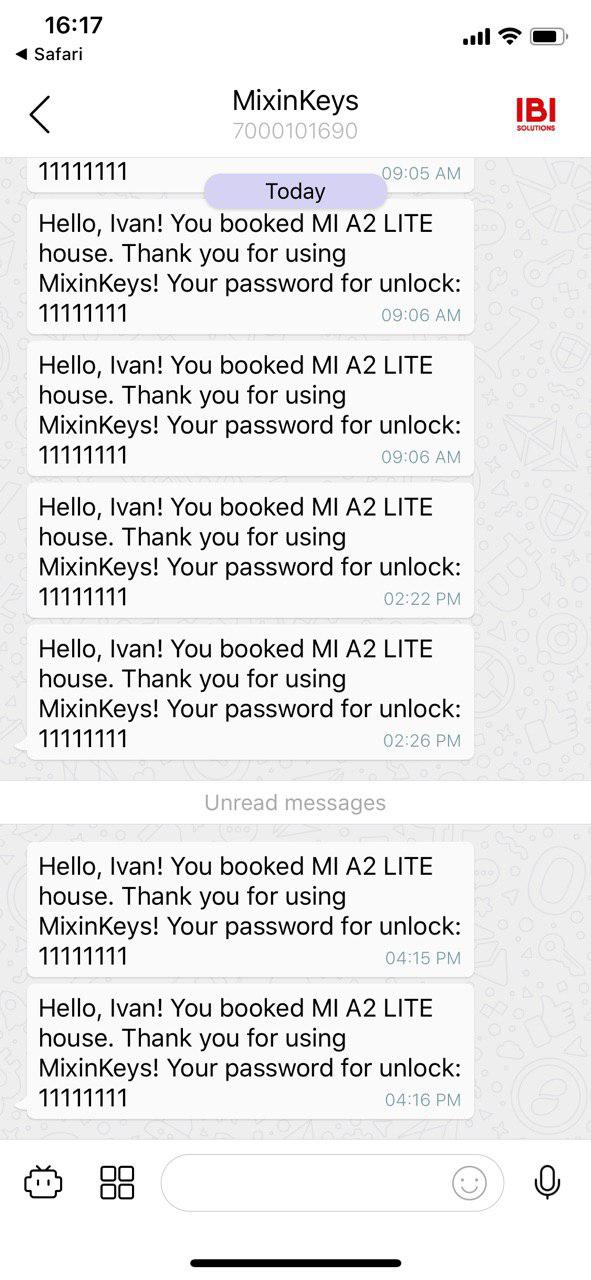 16:17
◀ Safari
MixinKeys
7000101690
IBI
SOLUTIONS
11111111
09:05 AM
Today
Hello, Ivan! You booked MI A2 LITE
house. Thank you for using
MixinKeys! Your password for unlock:
11111111
09:06 AM
Hello, Ivan! You booked MI A2 LITE
house. Thank you for using
MixinKeys! Your password for unlock:
11111111
09:06 AM
Hello, Ivan! You booked MI A2 LITE
house. Thank you for using
MixinKeys! Your password for unlock:
11111111
02:22 PM
Hello, Ivan! You booked MI A2 LITE
house. Thank you for using
MixinKeys! Your password for unlock:
11111111
02:26 PM
Unread messages
Hello, Ivan! You booked MI A2 LITE
house. Thank you for using
MixinKeys! Your password for unlock:
11111111
04:15 PM
Hello, Ivan! You booked MI A2 LITE
house. Thank you for using
MixinKeys! Your password for unlock:
11111111
04:16 PM